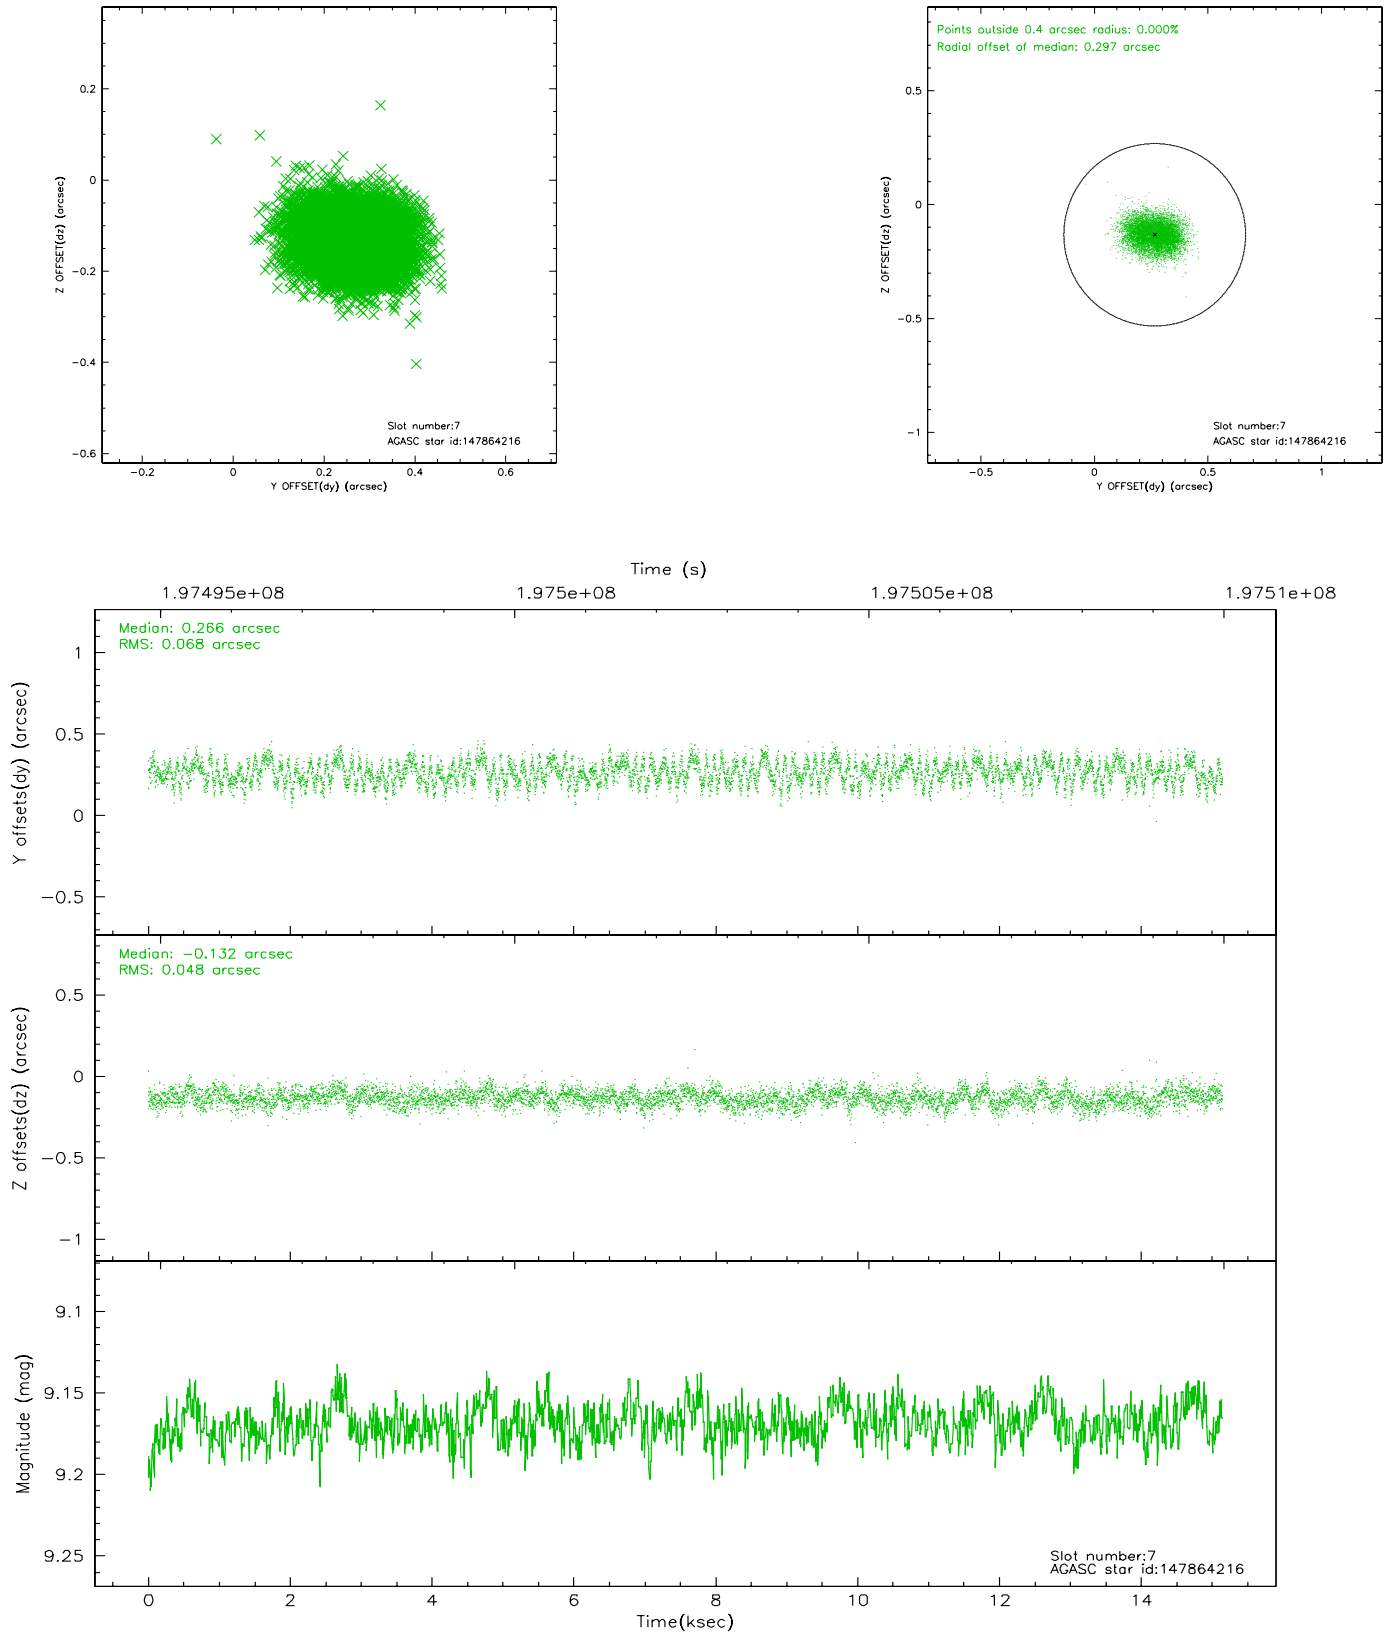 0.2
0
−0.2
−0.4
−0.6
Z OFFSET(dz) (arcsec)
Slot number:7
AGASC star id:147864216
−0.2
0
0.2
0.4
0.6
Y OFFSET(dy) (arcsec)
Points outside 0.4 arcsec radius: 0.000%
Radial offset of median: 0.297 arcsec
0.5
0
−0.5
−1
Z OFFSET(dz) (arcsec)
Slot number:7
AGASC star id:147864216
−0.5
0
0.5
1
Y OFFSET(dy) (arcsec)
Time (s)
1.97495e+08
1.975e+08
1.97505e+08
1.9751e+08
Median: 0.266 arcsec
RMS: 0.068 arcsec
1
0.5
0
−0.5
Y offsets(dy) (arcsec)
Median: −0.132 arcsec
RMS: 0.048 arcsec
0.5
0
−0.5
−1
Z offsets(dz) (arcsec)
9.1
9.15
9.2
9.25
Magnitude (mag)
Slot number:7
AGASC star id:147864216
0
2
4
6
8
10
12
14
Time(ksec)